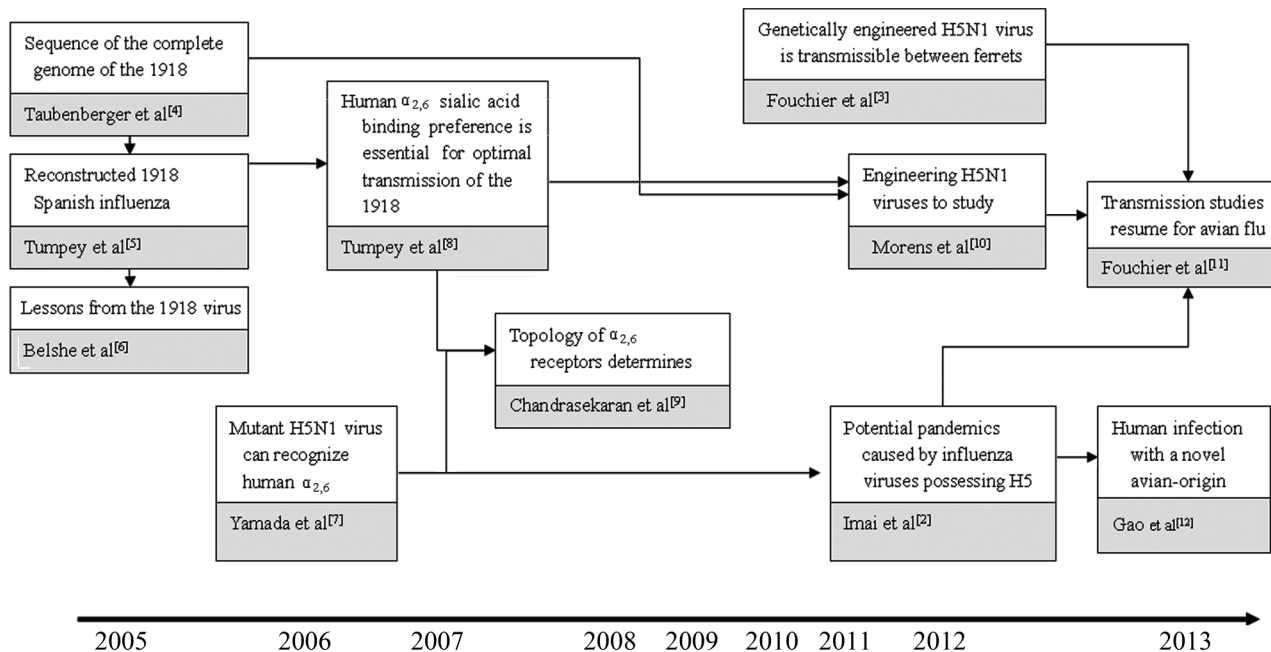 Sequence of the complete
genome of the 1918
Taubenberger et al[4]
Reconstructed 1918
Spanish influenza
Tumpey et al[5]
Lessons from the 1918 virus
Belshe et al[6]
Human α2,6 sialic acid
binding preference is
essential for optimal
transmission of the
1918
Tumpey et al[8]
Mutant H5N1 virus
can recognize
human α2,6
Yamada et al[7]
Topology of α2,6
receptors determines
Chandrasekaran et al[9]
Genetically engineered H5N1 virus
is transmissible between ferrets
Fouchier et al[3]
Engineering H5N1
viruses to study
Morens et al[10]
Potential pandemics
caused by influenza
viruses possessing H5
Imai et al[2]
Transmission studies
resume for avian flu
Fouchier et al[11]
Human infection
with a novel
avian-origin
Gao et al[12]
2005 2006 2007 2008 2009 2010 2011 2012 2013